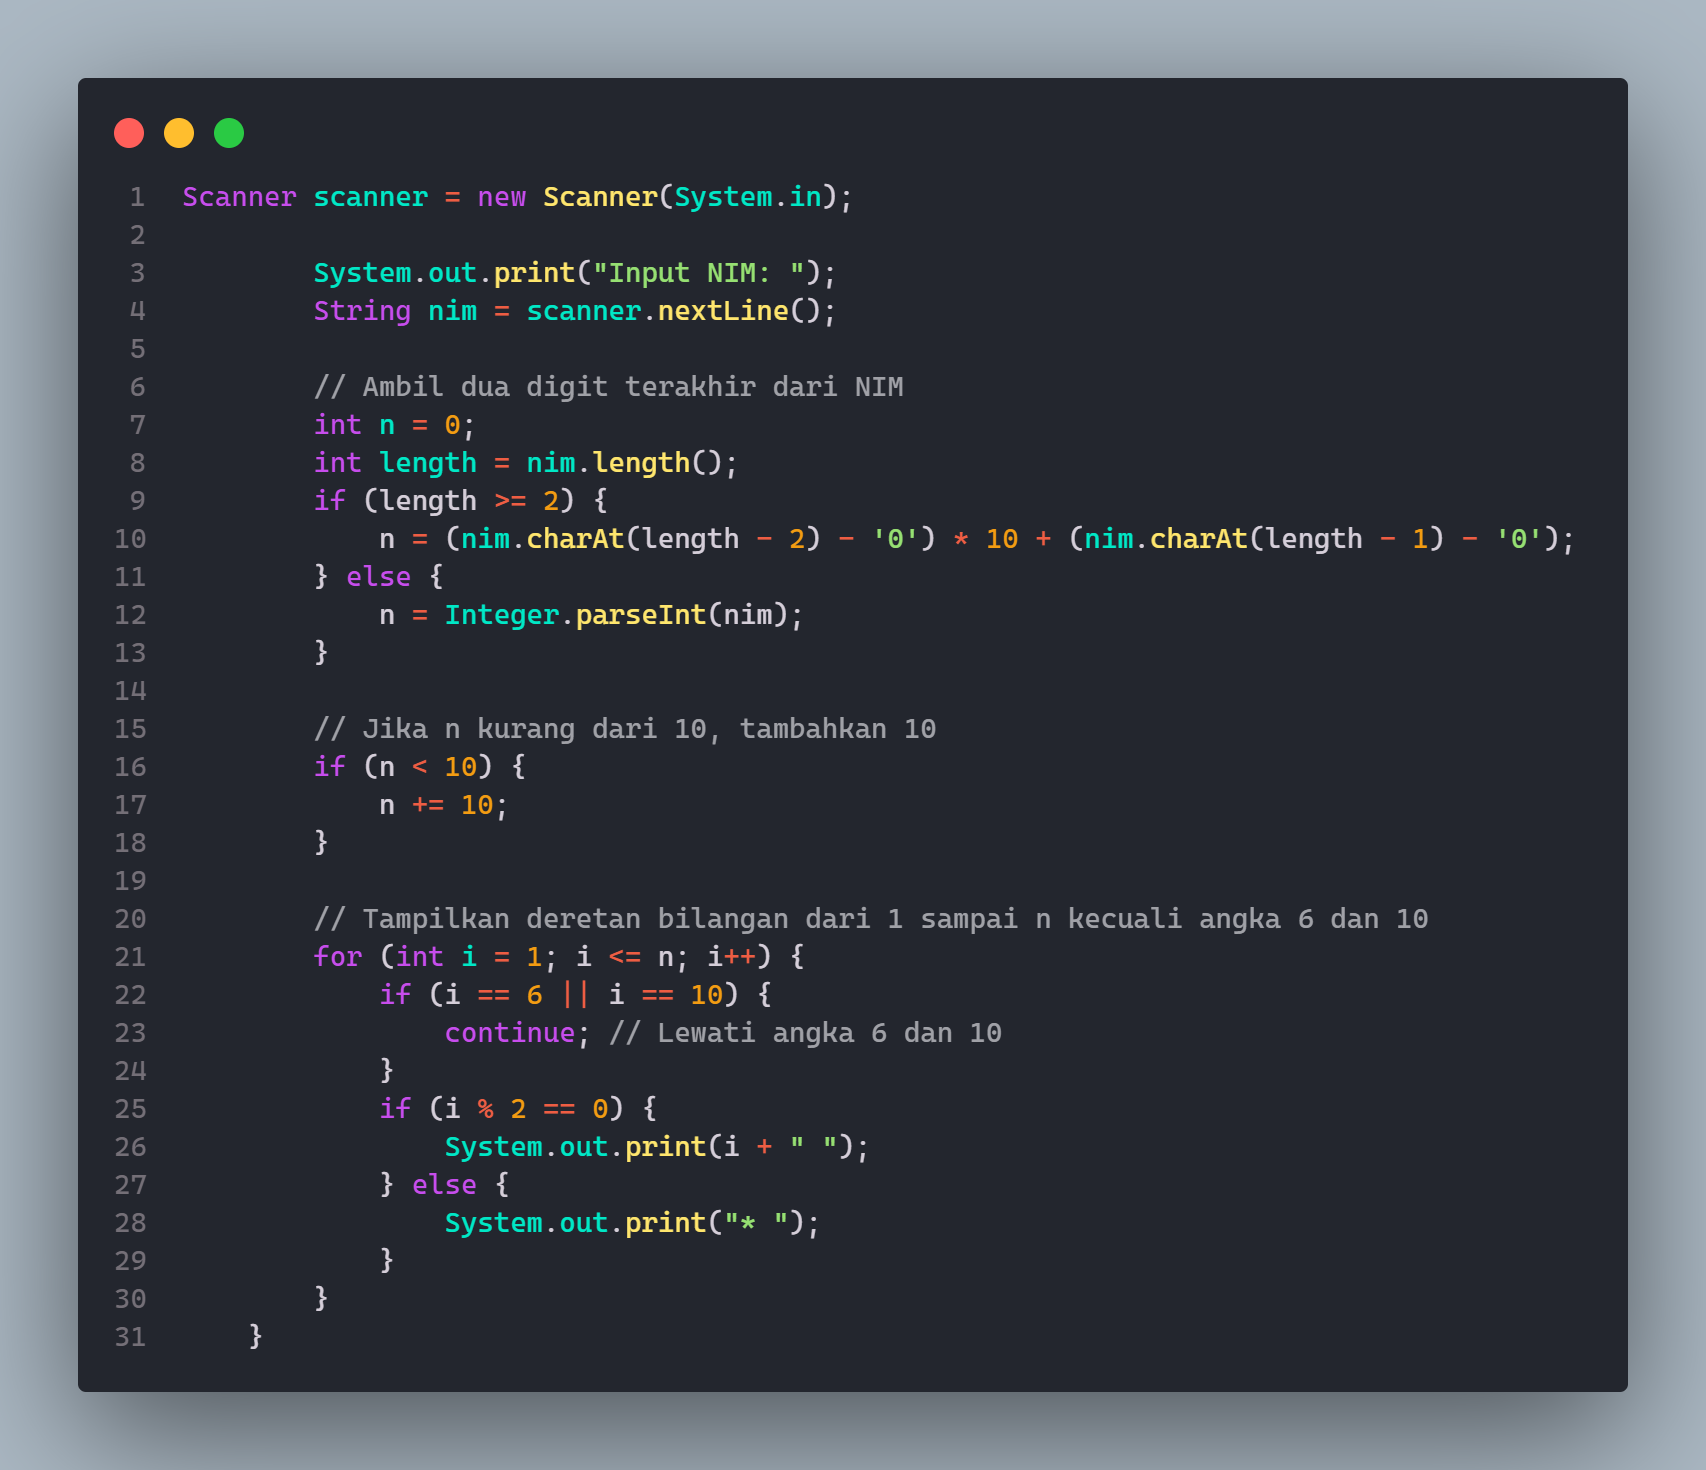 1 Scanner scanner = new Scanner(System.in);
2
3         System.out.print("Input NIM: ");
4         String nim = scanner.nextLine();
5
6         // Ambil dua digit terakhir dari NIM
7         int n = 0;
8         int length = nim.length();
9         if (length >= 2) {
10             n = (nim.charAt(length - 2) - '0') * 10 + (nim.charAt(length - 1) - '0');
11         } else {
12             n = Integer.parseInt(nim);
13         }
14
15         // Jika n kurang dari 10, tambahkan 10
16         if (n < 10) {
17             n += 10;
18         }
19
20         // Tampilkan deretan bilangan dari 1 sampai n kecuali angka 6 dan 10
21         for (int i = 1; i <= n; i++) {
22             if (i == 6 || i == 10) {
23                 continue; // Lewati angka 6 dan 10
24             }
25             if (i % 2 == 0) {
26                 System.out.print(i + " ");
27             } else {
28                 System.out.print("* ");
29             }
30         }
31     }